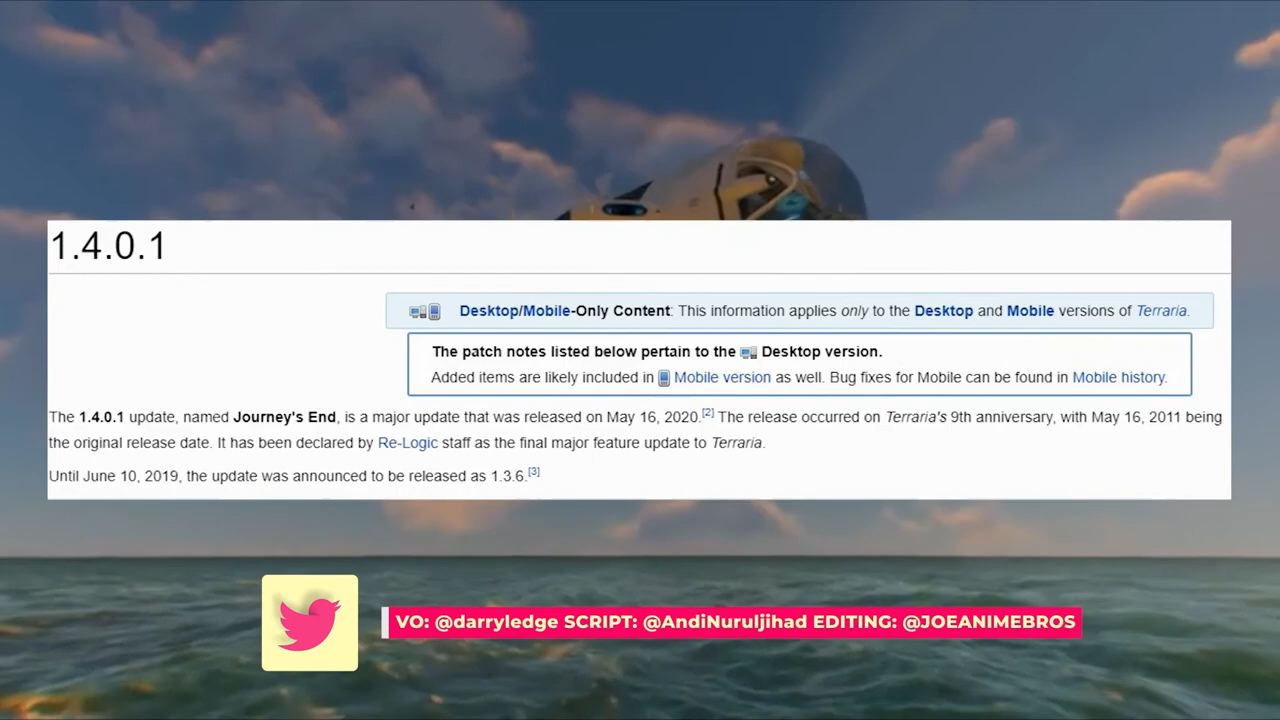 1.4.0.1
Desktop/Mobile-Only Content: This information applies only to the Desktop and Mobile versions of Terraria.
The patch notes listed below pertain to the Desktop version.
Added items are likely included in Mobile version as well. Bug fixes for Mobile can be found in Mobile history.
The 1.4.0.1 update, named Journey's End, is a major update that was released on May 16, 2020.[2] The release occurred on Terraria's 9th anniversary, with May 16, 2011 being
the original release date. It has been declared by Re-Logic staff as the final major feature update to Terraria.
Until June 10, 2019, the update was announced to be released as 1.3.6.[3]
VO: @darryledge SCRIPT: @AndiNuruljihad EDITING: @JOEANIMEBROS